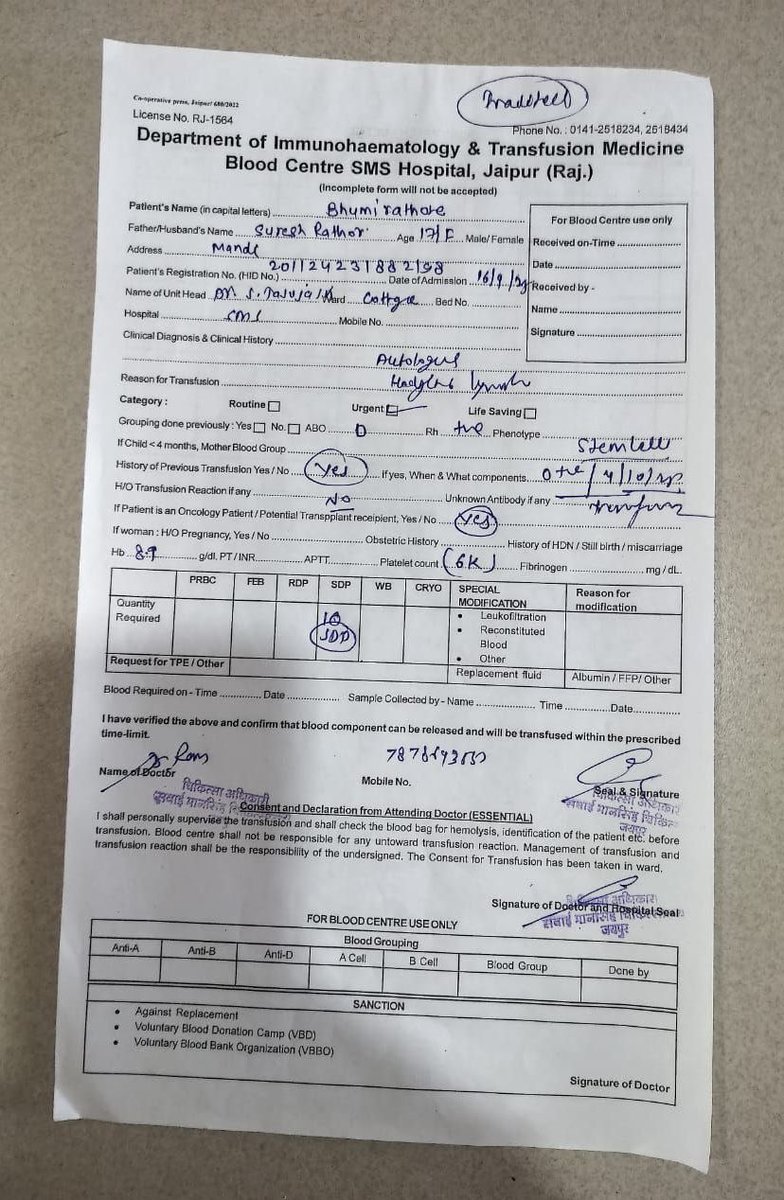 Co-operative press, Jaipur/ 680/2022
License No. RJ-1564
Phone No. : 0141-2518234, 2518434
Department of Immunohaematology & Transfusion Medicine
Blood Centre SMS Hospital, Jaipur (Raj.)
(Incomplete form will not be accepted)
Patient's Name (in capital letters) Bhumi rathore
Father/Husband's Name Suresh Rathor Age 17/F Male/ Female
Address
Patient's Registration No. (HID No.) Date of Admission
Name of Unit Head Dr. S. Ward Bed No.
Hospital SMS Mobile No.
For Blood Centre use only
Received on-Time
Date
Received by -
Name
Signature
Clinical Diagnosis & Clinical History
Autologus
Reason for Transfusion
Category : Routine Urgent Life Saving
Grouping done previously : Yes No. ABO O Rh +ve Phenotype
If Child < 4 months, Mother Blood Group Stem Cell
History of Previous Transfusion Yes / No Yes If yes, When & What components O +ve / 4/10/
H/O Transfusion Reaction if any NO Unknown Antibody if any
If Patient is an Oncology Patient / Potential Transpplant receipient, Yes / No Yes
If woman : H/O Pregnancy, Yes / No Obstetric History History of HDN / Still birth / miscarriage
Hb 8.9 g/dl, PT / INR APTT Platelet count (6K) Fibrinogen mg / dL.
PRBC FEB RDP SDP WB CRYO SPECIAL MODIFICATION Reason for modification
Quantity Required SDP
• Leukofiltration
• Reconstituted Blood
• Other
Request for TPE / Other Replacement fluid Albumin / FFP/ Other
Blood Required on - Time Date Sample Collected by - Name Time Date
I have verified the above and confirm that blood component can be released and will be transfused within the prescribed
time-limit.
Name of Doctor Mobile No. Seal & Signature
चिकित्सा अधिकारी
सवाई मानसिंह
चिकित्सा अधिकारी
सवाई मानसिंह
जयपुर
Consent and Declaration from Attending Doctor (ESSENTIAL)
I shall personally supervise the transfusion and shall check the blood bag for hemolysis, identification of the patient etc. before
transfusion. Blood centre shall not be responsible for any untoward transfusion reaction. Management of transfusion and
transfusion reaction shall be the responsibility of the undersigned. The Consent for Transfusion has been taken in ward.
चिकित्सा अधिकारी
Signature of Doctor and Hospital Seal
सवाई मानसिंह
जयपुर
FOR BLOOD CENTRE USE ONLY
Blood Grouping
Anti-A Anti-B Anti-D A Cell B Cell Blood Group Done by
SANCTION
• Against Replacement
• Voluntary Blood Donation Camp (VBD)
• Voluntary Blood Bank Organization (VBBO)
Signature of Doctor